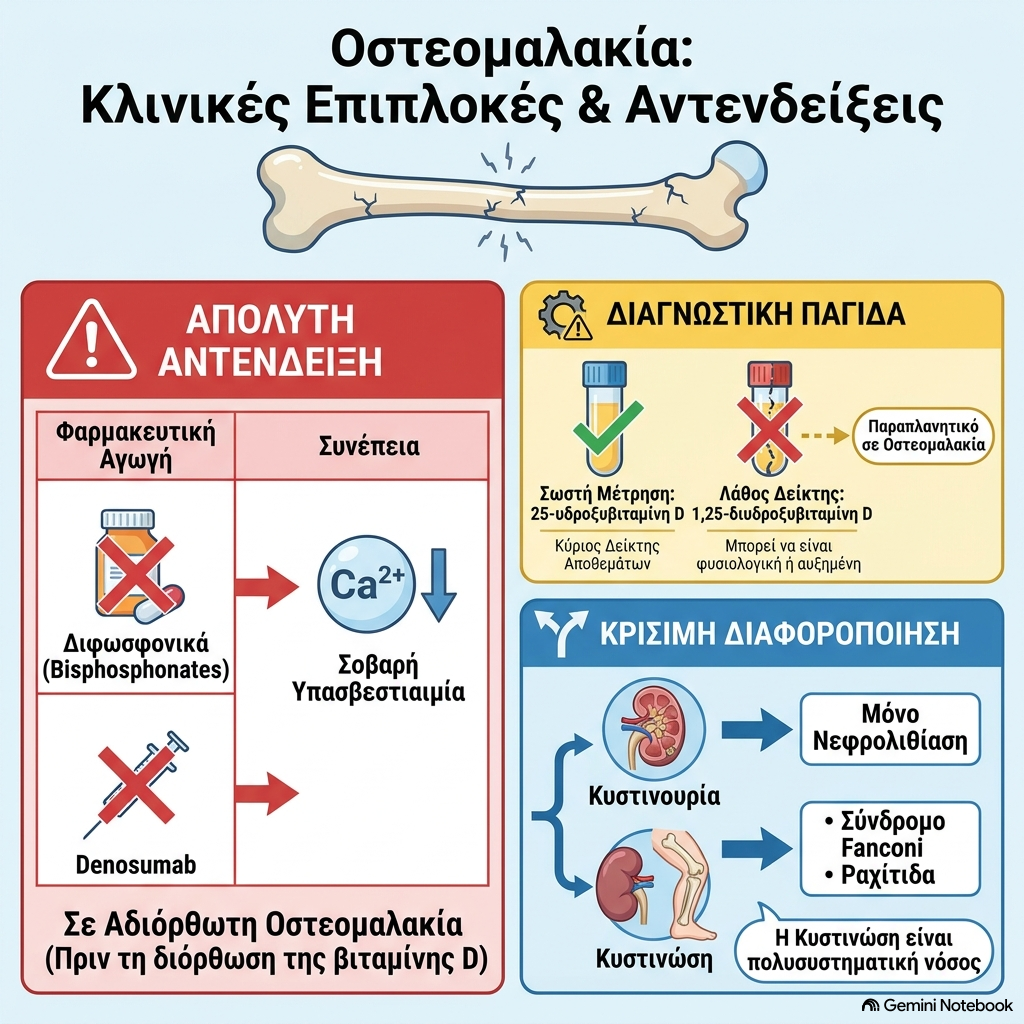 Οστεομαλακία:
Κλινικές Επιπλοκές & Αντενδείξεις
ΑΠΟΛΥΤΗ
ΑΝΤΕΝΔΕΙΞΗ
Φαρμακευτική
Αγωγή
Συνέπεια
Διφωσφονικά
(Bisphosphonates)
Ca²⁺
Σοβαρή
Υπασβεστιαιμία
Denosumab
Σε Αδιόρθωτη Οστεομαλακία
(Πριν τη διόρθωση της βιταμίνης D)
ΔΙΑΓΝΩΣΤΙΚΗ ΠΑΓΙΔΑ
Παραπλανητικό
σε Οστεομαλακία
Σωστή Μέτρηση:
25-υδροξυβιταμίνη D
Κύριος Δείκτης
Αποθεμάτων
Λάθος Δείκτης:
1,25-διυδροξυβιταμίνη D
Μπορεί να είναι
φυσιολογική ή αυξημένη
ΚΡΙΣΙΜΗ ΔΙΑΦΟΡΟΠΟΙΗΣΗ
Κυστινουρία
Μόνο
Νεφρολιθίαση
Κυστινώση
• Σύνδρομο
Fanconi
• Ραχίτιδα
Η Κυστινώση είναι
πολυσυστηματική νόσος
Gemini Notebook